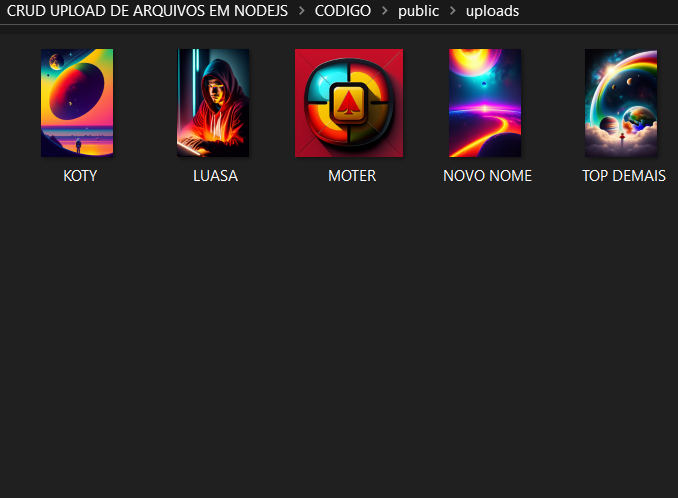 CRUD UPLOAD DE ARQUIVOS EM NODEJS > CODIGO > public > uploads
KOTY
LUASA
MOTER
NOVO NOME
TOP DEMAIS